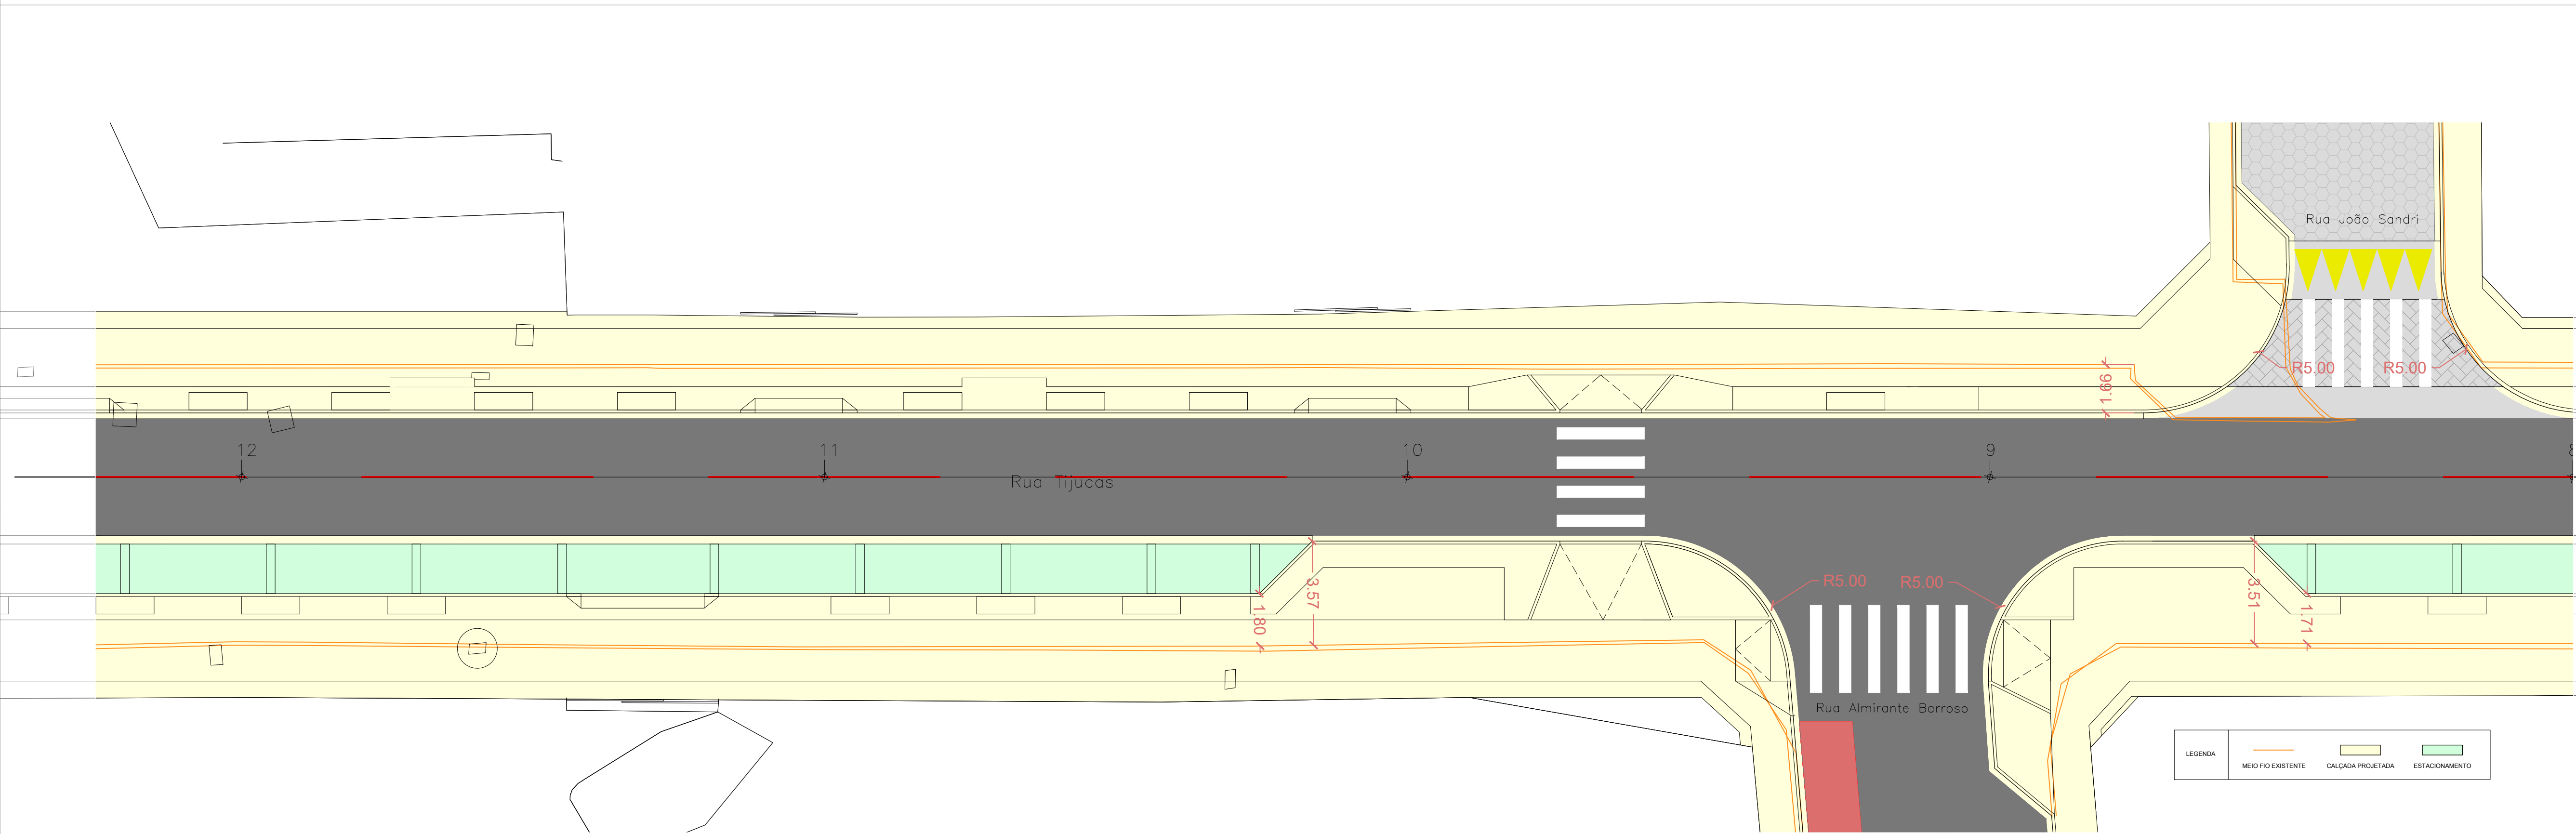 Rua João Sandri
R5.00
R5.00
1.99
12
11
10
9
Rua Tijucas
3.57
1.80
R5.00
R5.00
3.51
1.71
Rua Almirante Barroso
LEGENDA
MEIO FIO EXISTENTE
CALÇADA PROJETADA
ESTACIONAMENTO